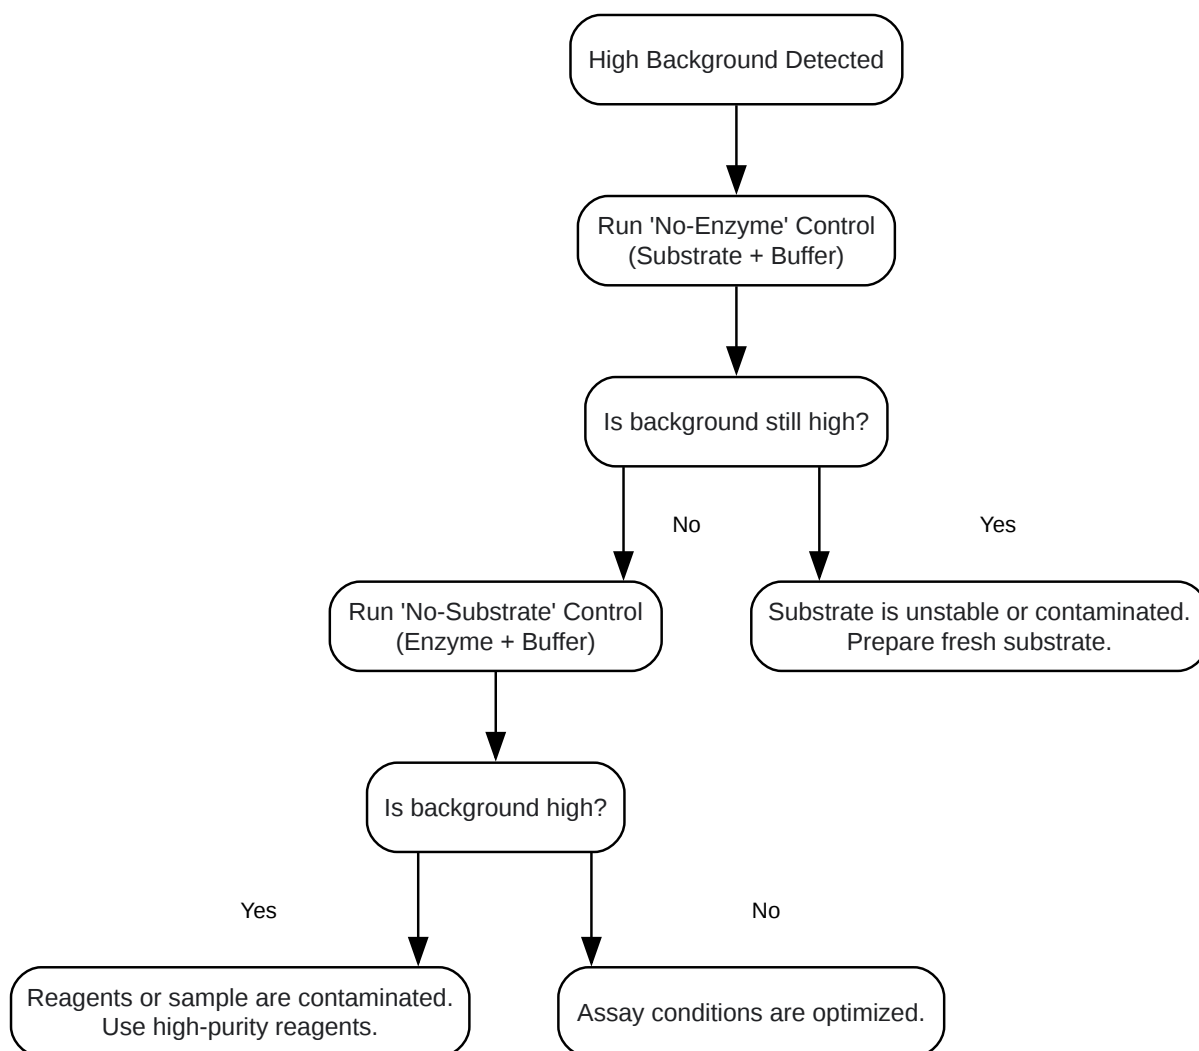 High Background Detected
Run 'No-Enzyme' Control
(Substrate + Buffer)
Is background still high?
No
Yes
Run 'No-Substrate' Control
(Enzyme + Buffer)
Substrate is unstable or contaminated.
Prepare fresh substrate.
Is background high?
Yes
No
Reagents or sample are contaminated.
Use high-purity reagents.
Assay conditions are optimized.